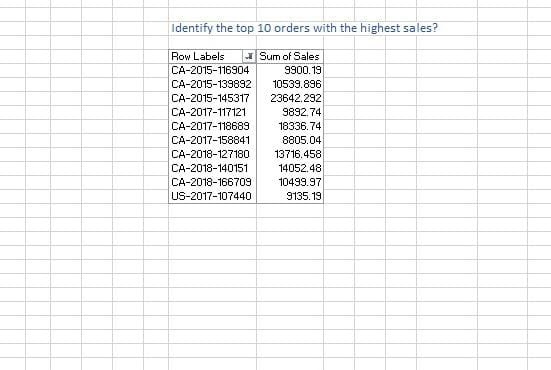 Identify the top 10 orders with the highest sales?
Row Labels Sum of Sales
CA-2015-116904 9900.19
CA-2015-139892 10539.896
CA-2015-145317 23642.292
CA-2017-117121 9892.74
CA-2017-118689 18336.74
CA-2017-158841 8805.04
CA-2018-127180 13716.458
CA-2018-140151 14052.48
CA-2018-166709 10499.97
US-2017-107440 9135.19